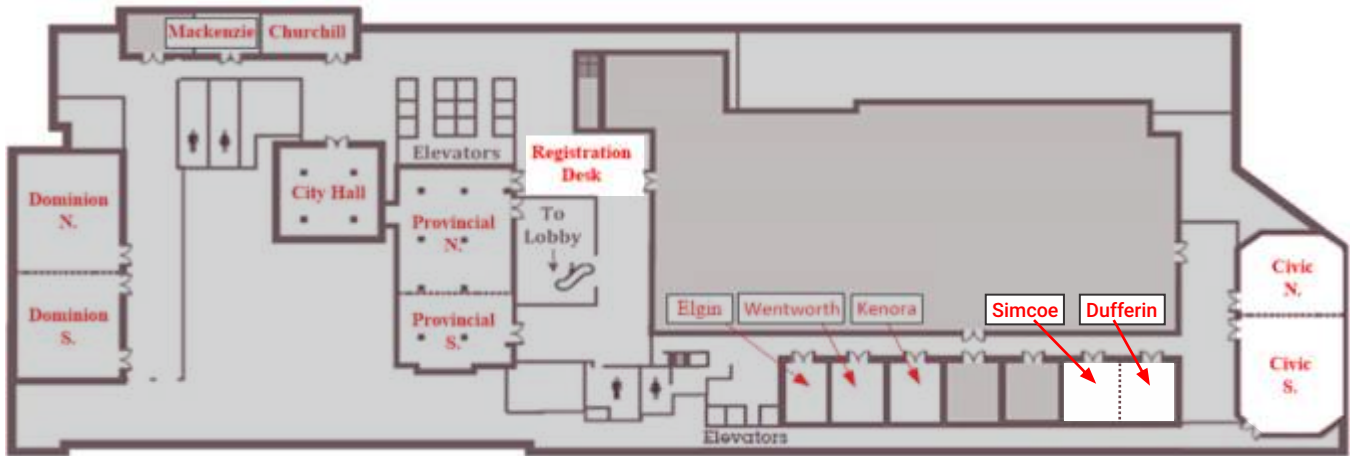 Mackenzie
Churchill
Elevators
Registration
Desk
Dominion
N.
City Hall
Provincial
N.
To
Lobby
Civic
N.
Elgin
Wentworth
Kenora
Simcoe
Dufferin
Dominion
S.
Provincial
S.
Civic
S.
Elevators